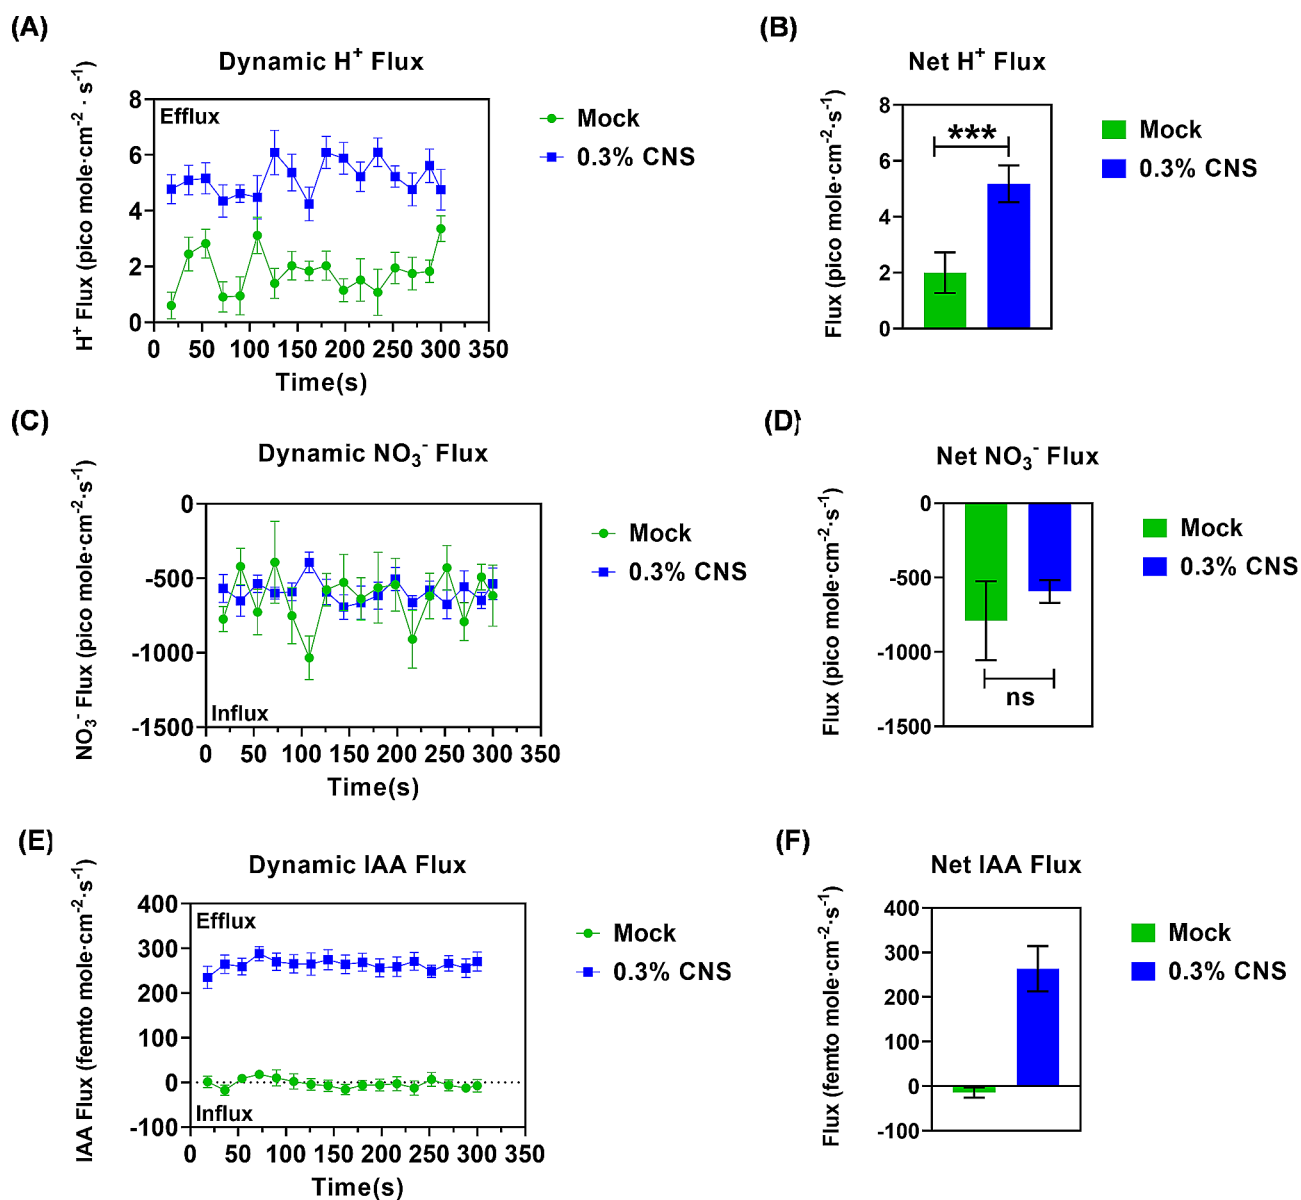 (A)
Dynamic H⁺ Flux
H⁺ Flux (pico mole·cm⁻² · s⁻¹)
8
6
4
2
0
Efflux
0 50 100 150 200 250 300 350
Time(s)
Mock
0.3% CNS
(B)
Net H⁺ Flux
Flux (pico mole·cm⁻²·s⁻¹)
8
6
4
2
0
***
Mock
0.3% CNS
(C)
Dynamic NO₃⁻ Flux
NO₃⁻ Flux (pico mole·cm⁻²·s⁻¹)
0
-500
-1000
-1500
Influx
0 50 100 150 200 250 300 350
Time(s)
Mock
0.3% CNS
(D)
Net NO₃⁻ Flux
Flux (pico mole·cm⁻²·s⁻¹)
0
-500
-1000
-1500
ns
Mock
0.3% CNS
(E)
Dynamic IAA Flux
IAA Flux (femto mole·cm⁻²·s⁻¹)
400
300
200
100
0
-100
Efflux
Influx
0 50 100 150 200 250 300 350
Time(s)
Mock
0.3% CNS
(F)
Net IAA Flux
Flux (femto mole·cm⁻²·s⁻¹)
400
300
200
100
0
-100
Mock
0.3% CNS